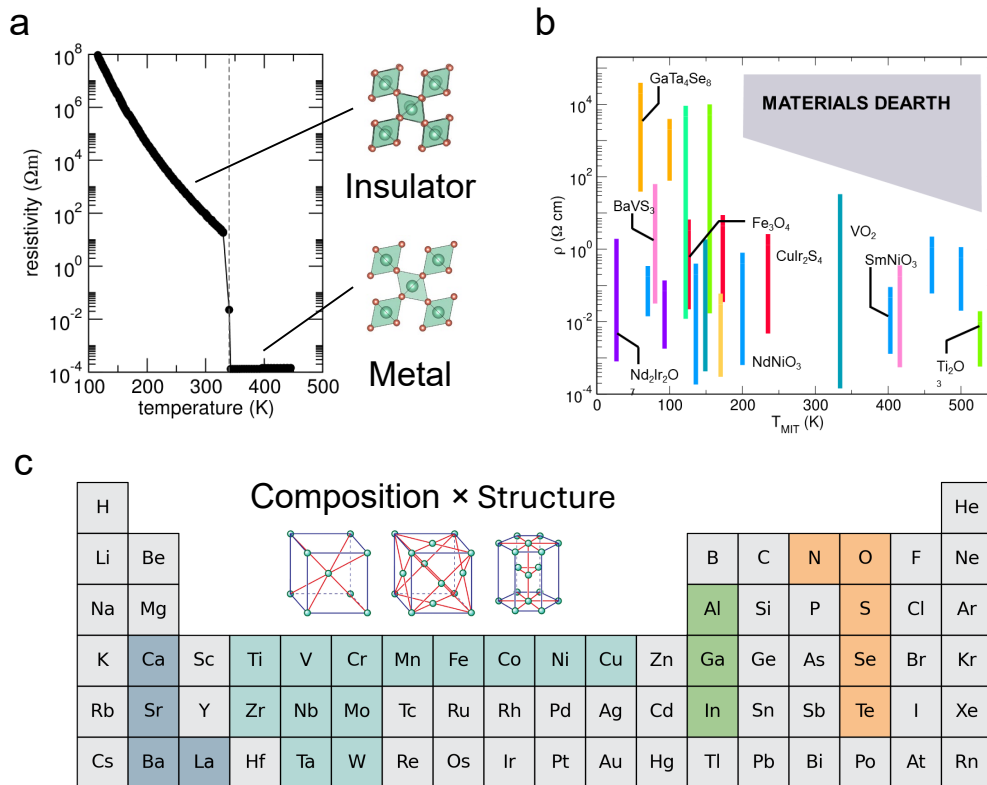 a
10^8
10^6
10^4
10^2
10^0
10^-2
10^-4
resistivity (Ωm)
100 200 300 400 500
temperature (K)
Insulator
Metal
b
10^4
10^2
10^0
10^-2
10^-4
ρ (Ω cm)
0 100 200 300 400 500
T_MIT (K)
MATERIALS DEARTH
GaTa4Se8
BaVS3
Fe3O4
CuIr2S4
VO2
SmNiO3
Nd2Ir2O
7
NdNiO3
Ti2O
3
c
Composition × Structure
H He
Li Be B C N O F Ne
Na Mg Al Si P S Cl Ar
K Ca Sc Ti V Cr Mn Fe Co Ni Cu Zn Ga Ge As Se Br Kr
Rb Sr Y Zr Nb Mo Tc Ru Rh Pd Ag Cd In Sn Sb Te I Xe
Cs Ba La Hf Ta W Re Os Ir Pt Au Hg Tl Pb Bi Po At Rn